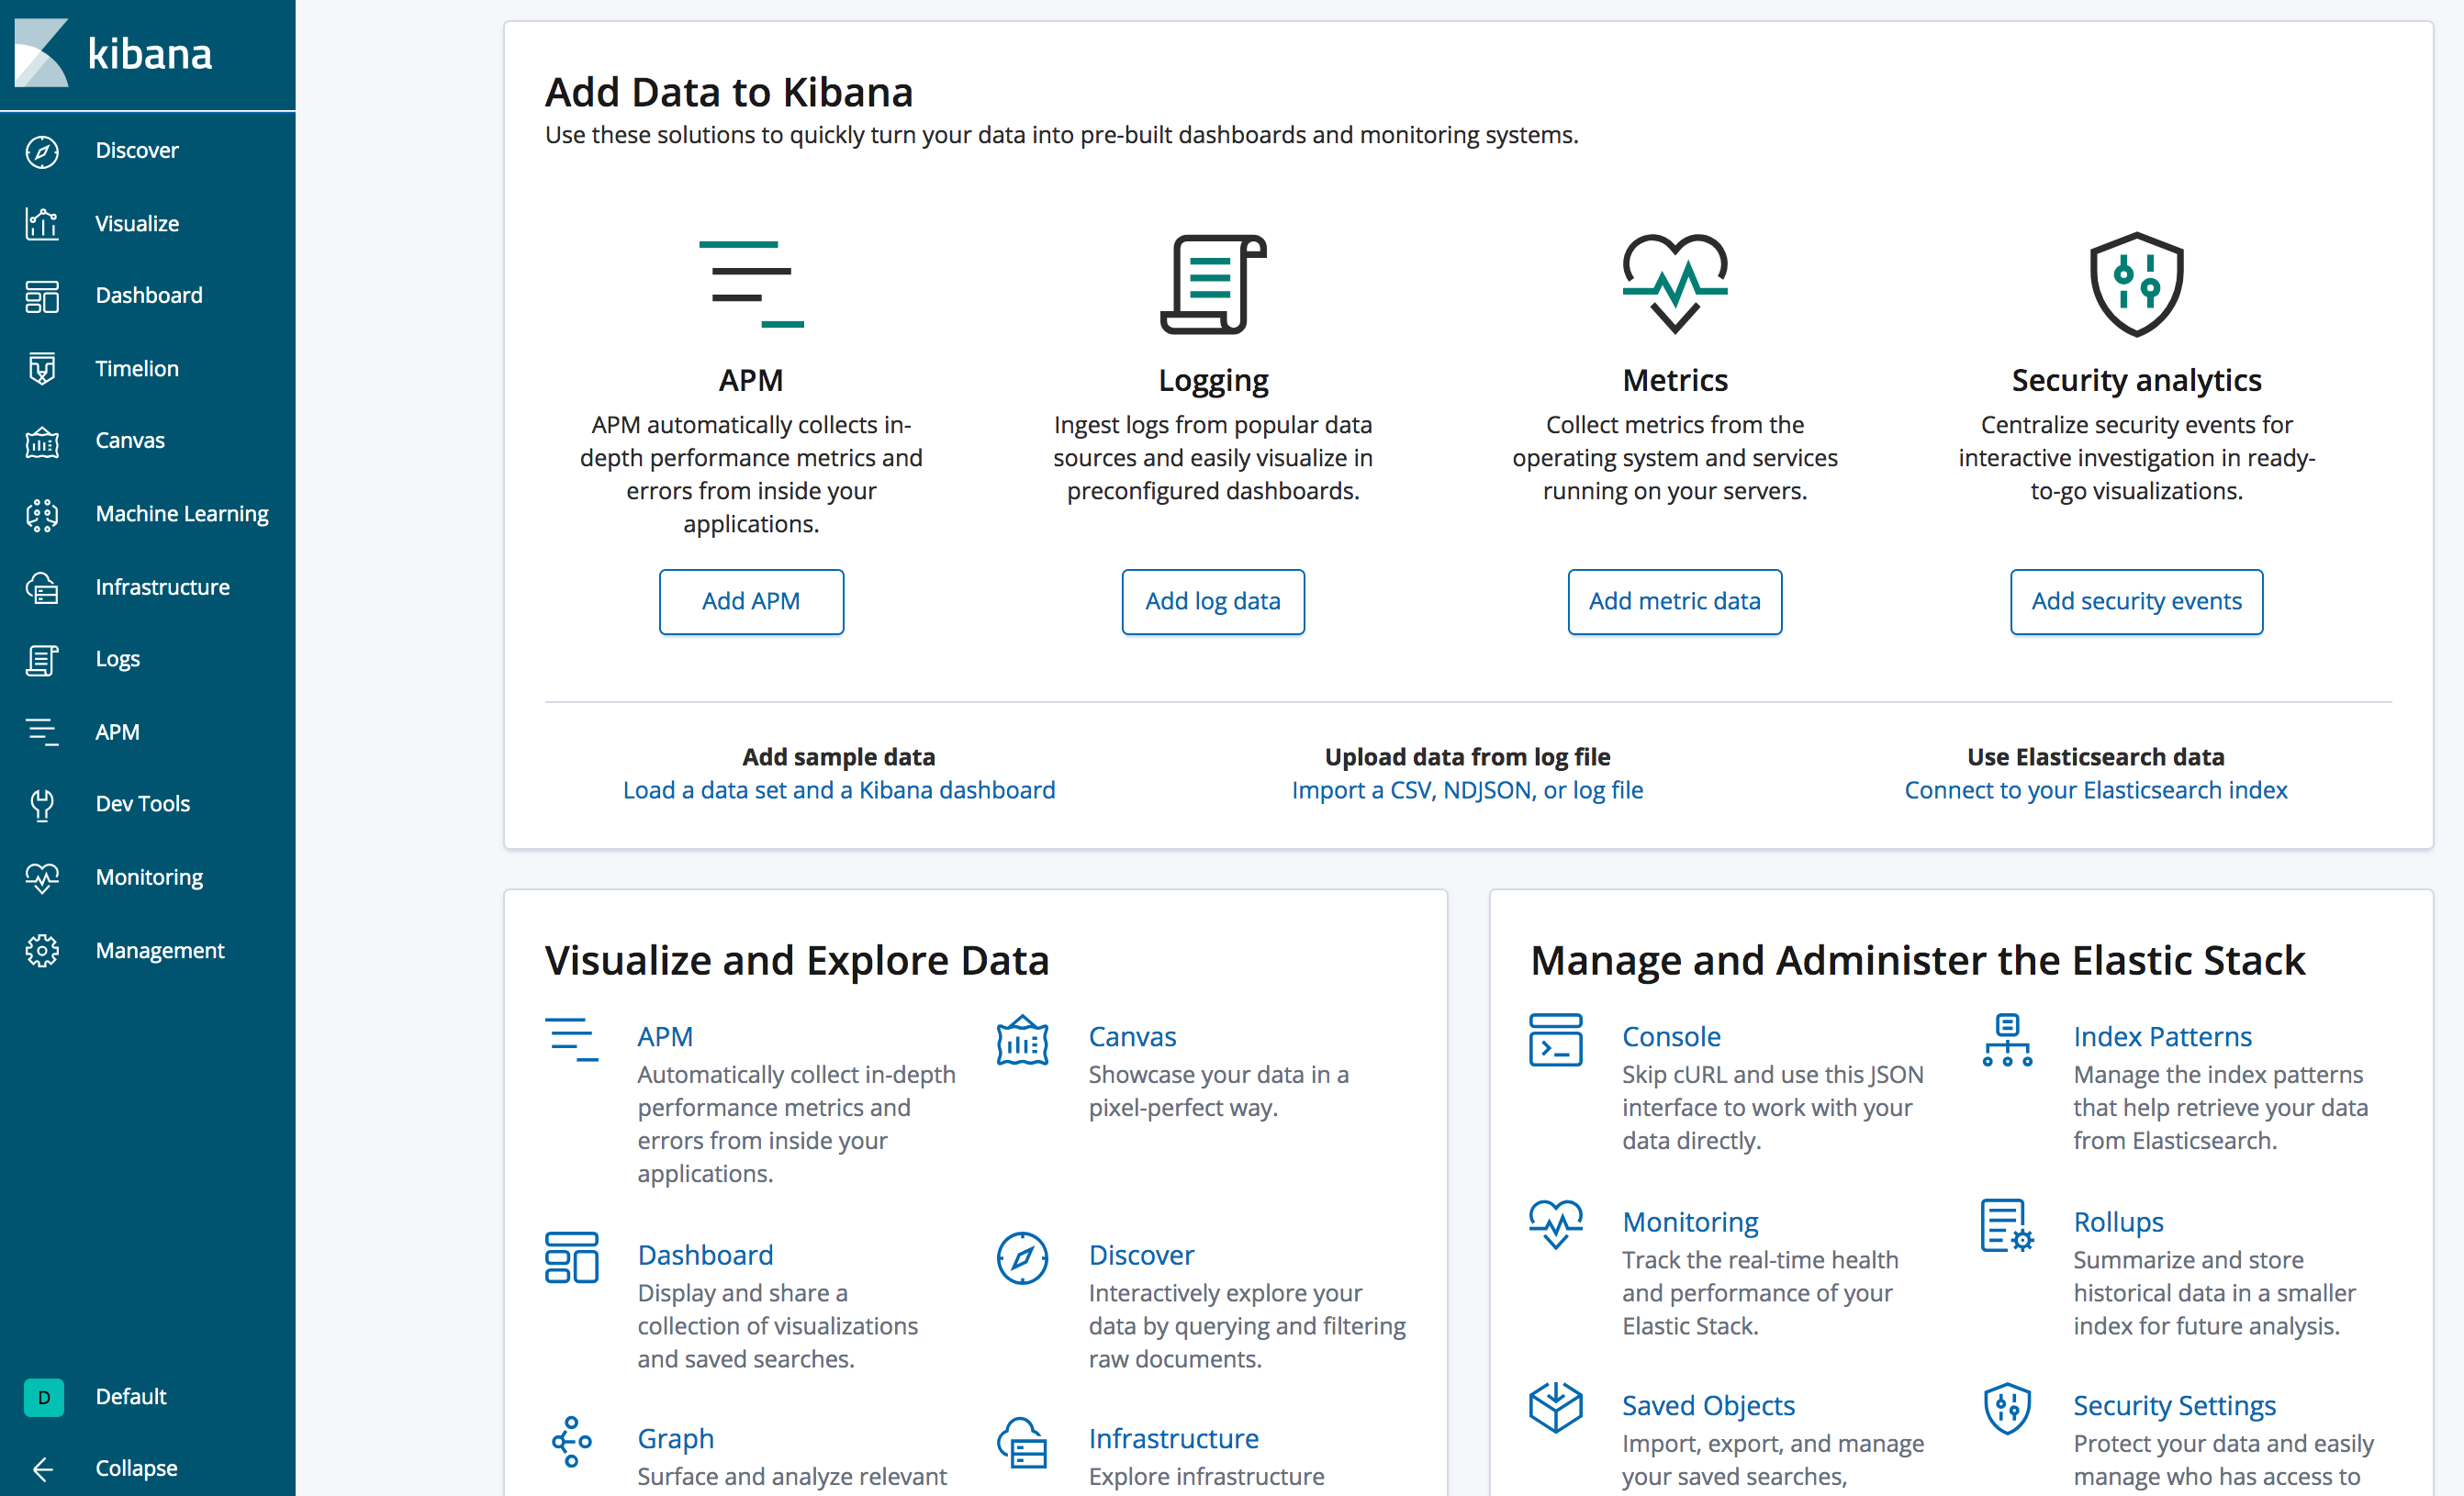 kibana
Discover
Visualize
Dashboard
Timelion
Canvas
Machine Learning
Infrastructure
Logs
APM
Dev Tools
Monitoring
Management
D
Default
Collapse
Add Data to Kibana
Use these solutions to quickly turn your data into pre-built dashboards and monitoring systems.
APM
APM automatically collects in-
depth performance metrics and
errors from inside your
applications.
Add APM
Logging
Ingest logs from popular data
sources and easily visualize in
preconfigured dashboards.
Add log data
Metrics
Collect metrics from the
operating system and services
running on your servers.
Add metric data
Security analytics
Centralize security events for
interactive investigation in ready-
to-go visualizations.
Add security events
Add sample data
Load a data set and a Kibana dashboard
Upload data from log file
Import a CSV, NDJSON, or log file
Use Elasticsearch data
Connect to your Elasticsearch index
Visualize and Explore Data
APM
Automatically collect in-depth
performance metrics and
errors from inside your
applications.
Canvas
Showcase your data in a
pixel-perfect way.
Dashboard
Display and share a
collection of visualizations
and saved searches.
Discover
Interactively explore your
data by querying and filtering
raw documents.
Graph
Surface and analyze relevant
Infrastructure
Explore infrastructure
Manage and Administer the Elastic Stack
Console
Skip cURL and use this JSON
interface to work with your
data directly.
Index Patterns
Manage the index patterns
that help retrieve your data
from Elasticsearch.
Monitoring
Track the real-time health
and performance of your
Elastic Stack.
Rollups
Summarize and store
historical data in a smaller
index for future analysis.
Saved Objects
Import, export, and manage
your saved searches,
Security Settings
Protect your data and easily
manage who has access to